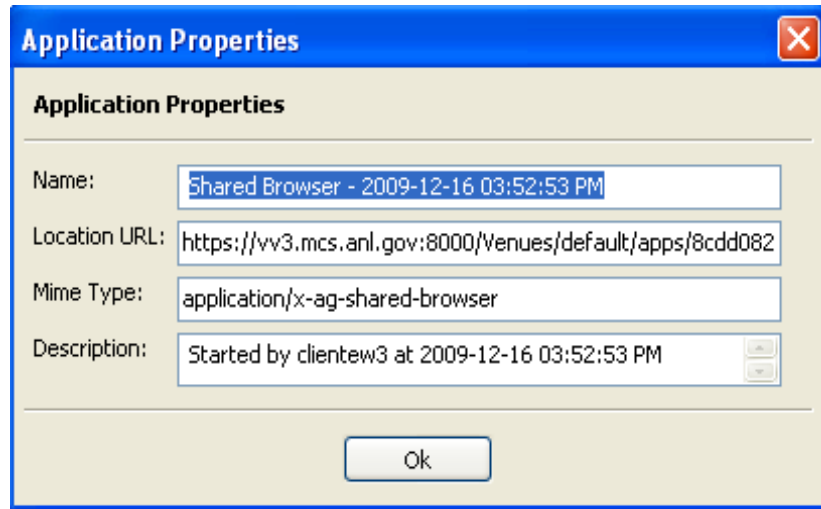 Application Properties
Application Properties
Name: Shared Browser - 2009-12-16 03:52:53 PM
Location URL: https://vv3.mcs.anl.gov:8000/Venues/default/apps/8cdd082
Mime Type: application/x-ag-shared-browser
Description: Started by clientew3 at 2009-12-16 03:52:53 PM
Ok